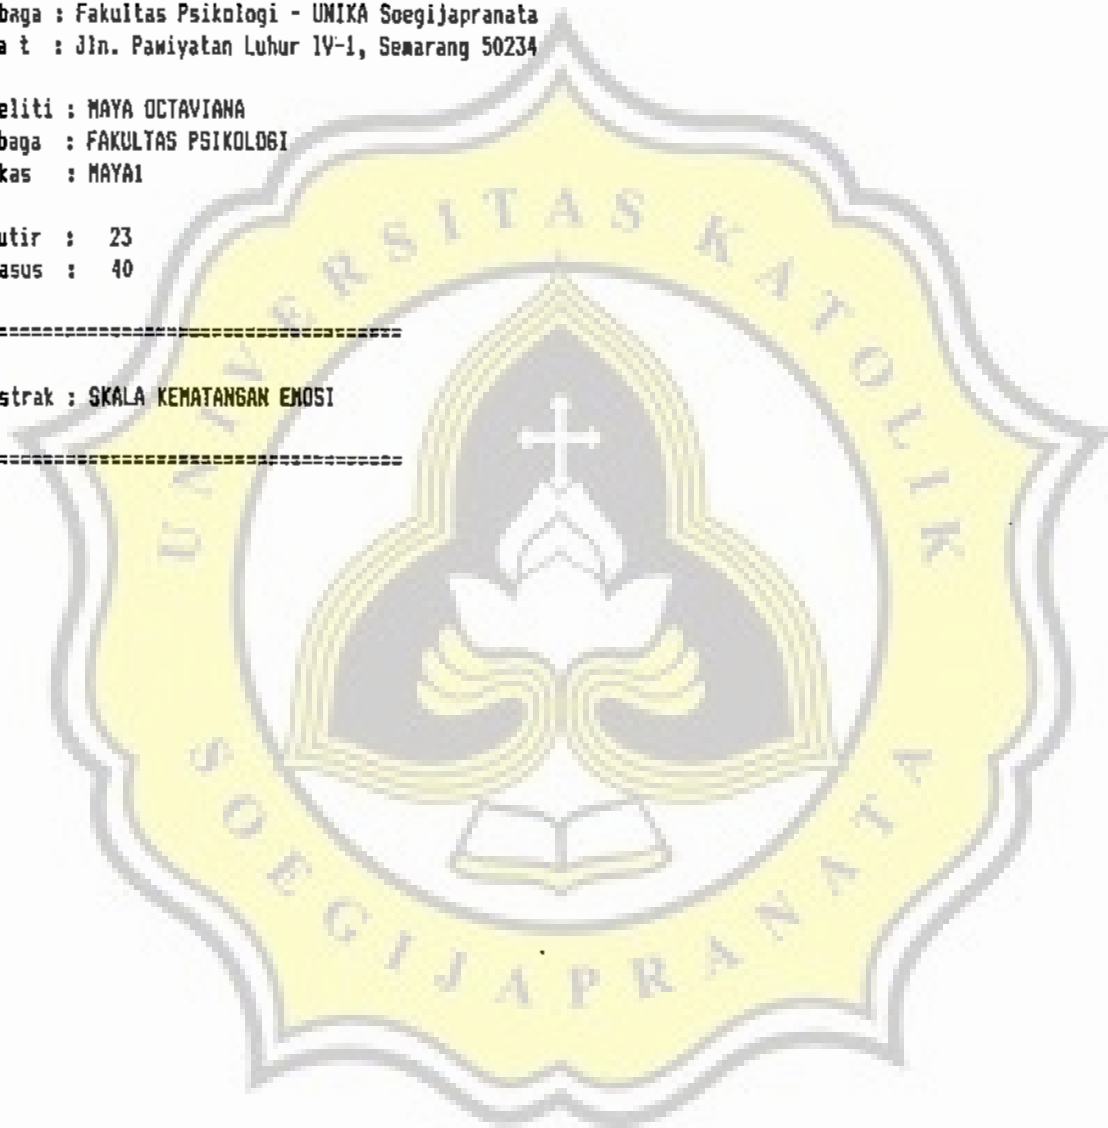 baga : Fakultas Psikologi - UNIKA Soegijapranata
a t : Jln. Pawiyatan Luhur IV-1, Semarang 50234
eliti : MAYA OCTAVIANA
baga : FAKULTAS PSIKOLOGI
kas : MAYA1
utir : 23
asus : 40
=====================================
strak : SKALA KEMATANGAN EMOSI
=====================================
UNIVERSITAS KATOLIK
SOEGIJAPRANATA